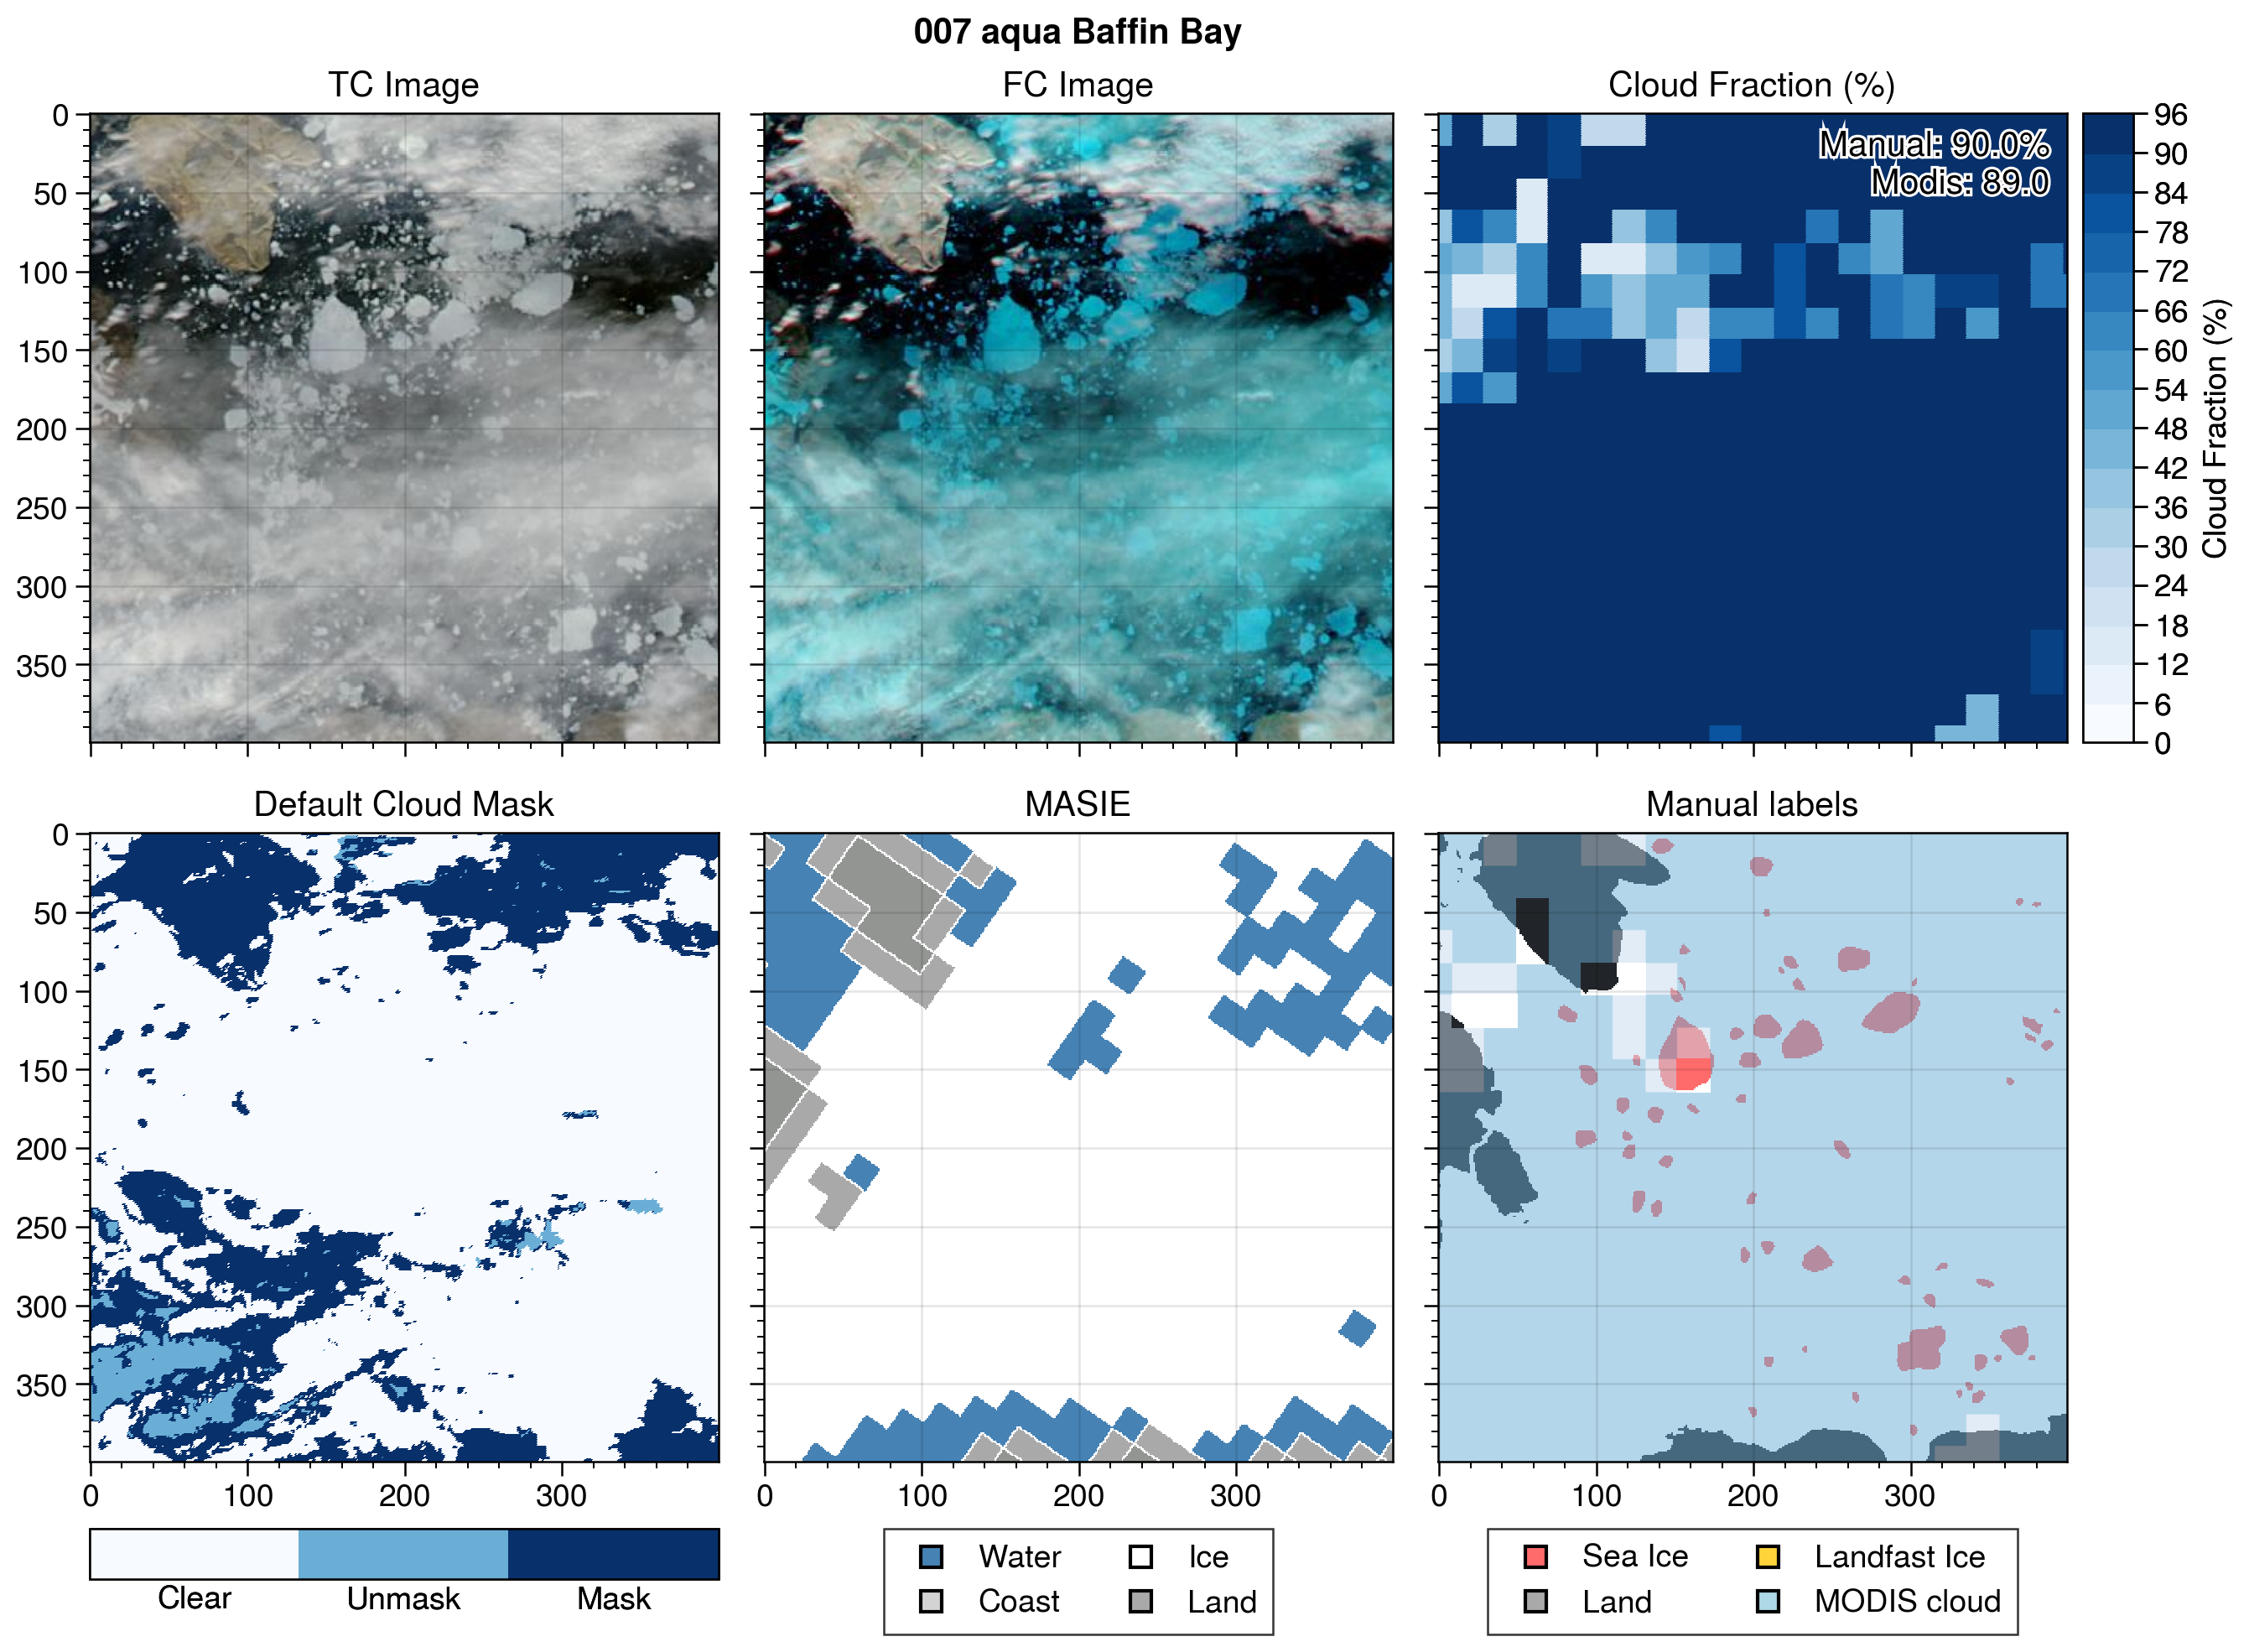 007 aqua Baffin Bay
TC Image
FC Image
Cloud Fraction (%)
0
50
100
150
200
250
300
350
Manual: 90.0%
Modis: 89.0
96
90
84
78
72
66
60
54
48
42
36
30
24
18
12
6
0
Cloud Fraction (%)
Default Cloud Mask
MASIE
Manual labels
0
50
100
150
200
250
300
350
0 100 200 300
0 100 200 300
0 100 200 300
Clear Unmask Mask
Water Ice
Coast Land
Sea Ice Landfast Ice
Land MODIS cloud